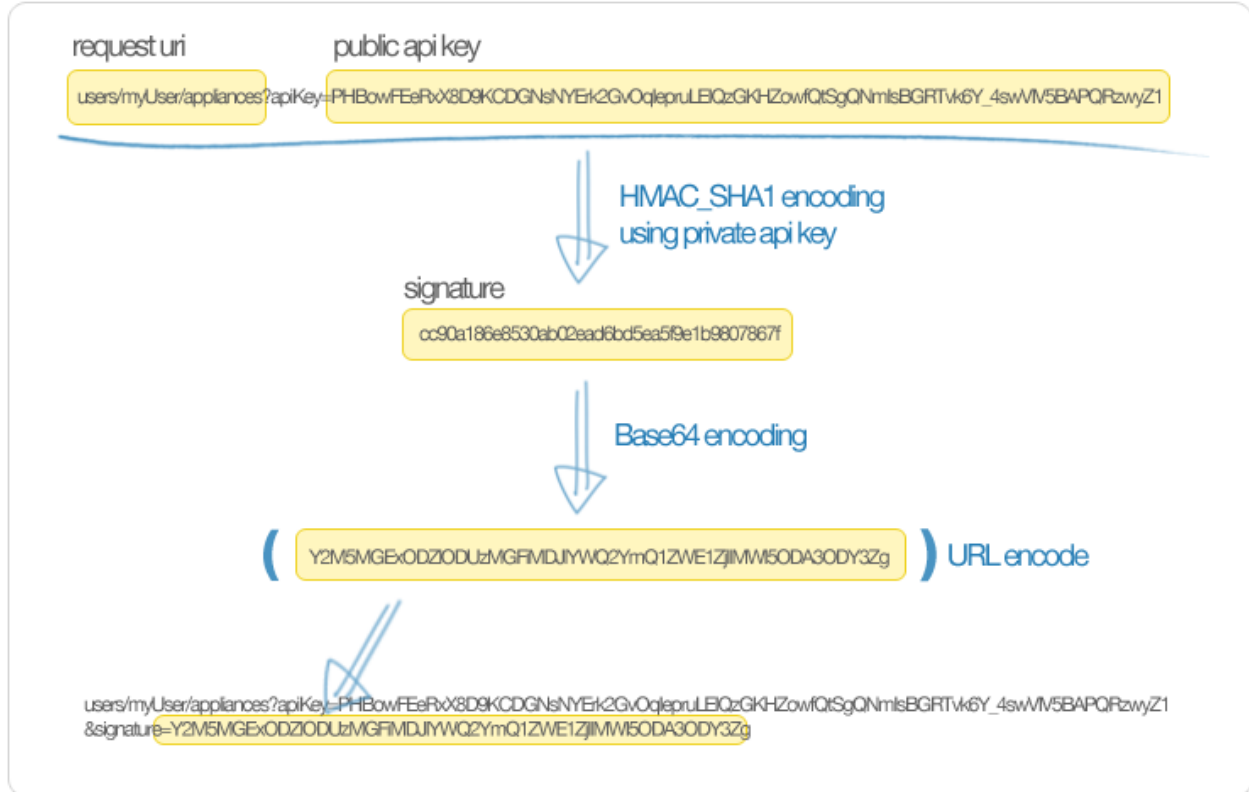 request uri public api key
users/myUser/appliances?apiKey=PHBowFEeRxX8D9KCDGNsNYErk2GvOqlepruLElQzGKHZowfQtSgQNmlsBGRTvk6Y_4swVlV5BAPQRzwyZ1
HMAC_SHA1 encoding
using private api key
signature
cc90a186e8530ab02ead6bd5ea5f9e1b9807867f
Base64 encoding
( Y2M5MGExODZlODUzMGFiMDJlYWQ2YmQ1ZWE1ZjllMWI5ODA3ODY3Zg ) URL encode
users/myUser/appliances?apiKey=PHBowFEeRxX8D9KCDGNsNYErk2GvOqlepruLElQzGKHZowfQtSgQNmlsBGRTvk6Y_4swVlV5BAPQRzwyZ1
&signature=Y2M5MGExODZlODUzMGFiMDJlYWQ2YmQ1ZWE1ZjllMWI5ODA3ODY3Zg